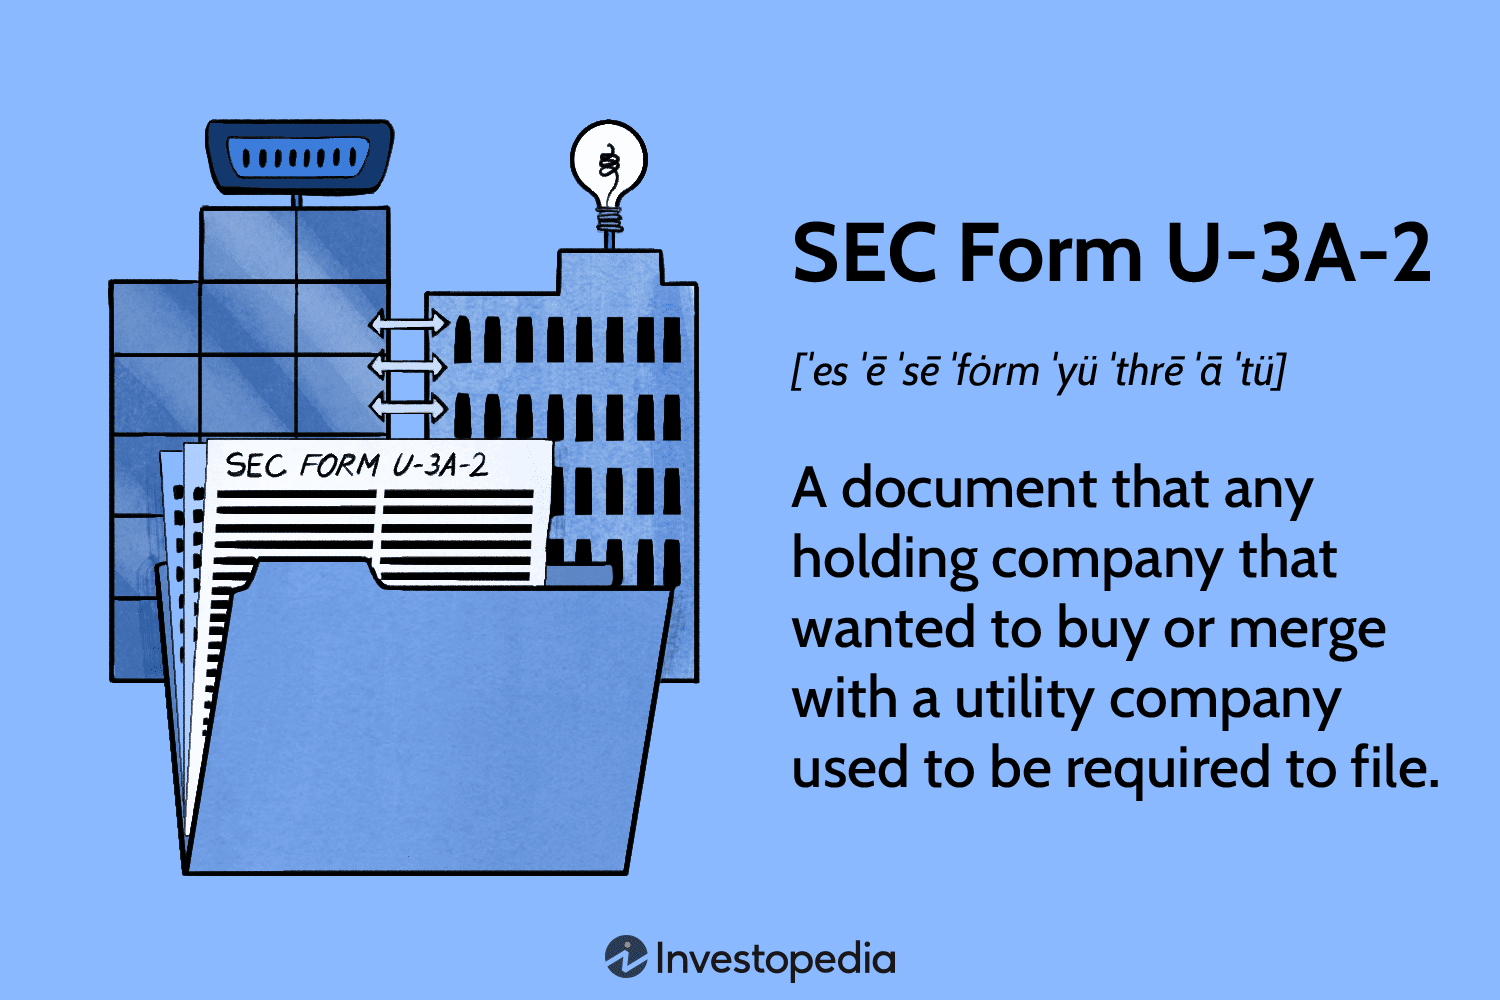 SEC Form U-3A-2
[ˈes ˈē ˈsē ˈfȯrm ˈyü ˈthrē ˈā ˈtü]
A document that any
holding company that
wanted to buy or merge
with a utility company
used to be required to file.
SEC FORM U-3A-2
Investopedia